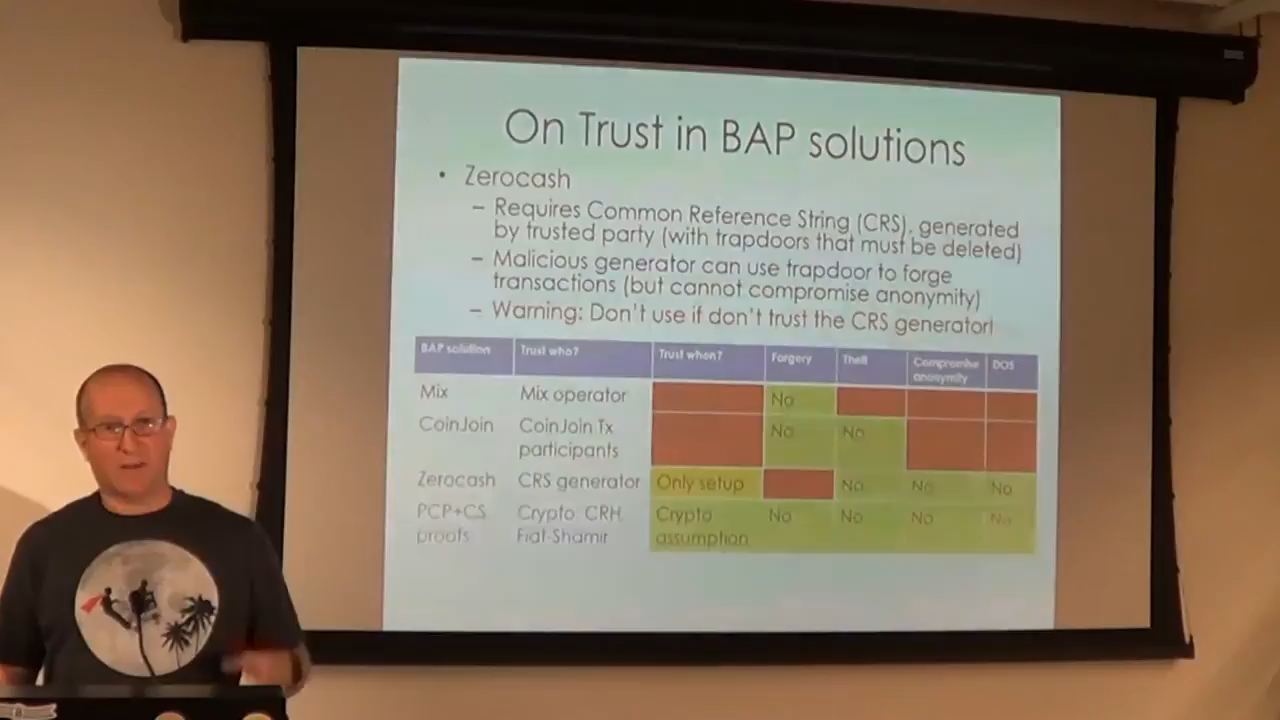 On Trust in BAP solutions
• Zerocash
– Requires Common Reference String (CRS), generated
by trusted party (with trapdoors that must be deleted)
– Malicious generator can use trapdoor to forge
transactions (but cannot compromise anonymity)
– Warning: Don't use if don't trust the CRS generator!
BAP solution Trust who? Trust when? Forgery Theft Compromise anonymity DOS
Mix Mix operator No
CoinJoin CoinJoin Tx participants No No
Zerocash CRS generator Only setup No No No
PCP+CS proofs Crypto: CRH, Fiat-Shamir Crypto assumption No No No No